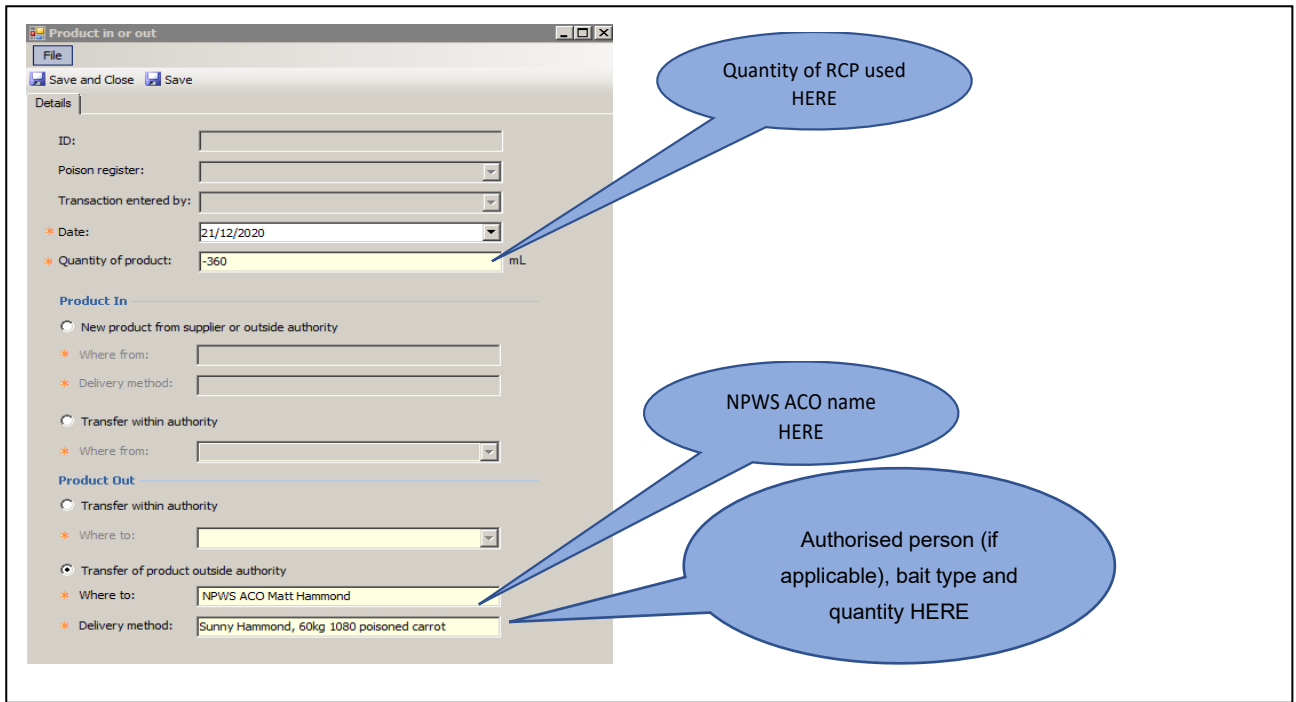 Product in or out
File
Save and Close Save
Details
ID:
Poison register:
Transaction entered by:
* Date: 21/12/2020
* Quantity of product: -360 mL
Product In
New product from supplier or outside authority
* Where from:
* Delivery method:
Transfer within authority
* Where from:
Product Out
Transfer within authority
* Where to:
Transfer of product outside authority
* Where to: NPWS ACO Matt Hammond
* Delivery method: Sunny Hammond, 60kg 1080 poisoned carrot
Quantity of RCP used
HERE
NPWS ACO name
HERE
Authorised person (if
applicable), bait type and
quantity HERE